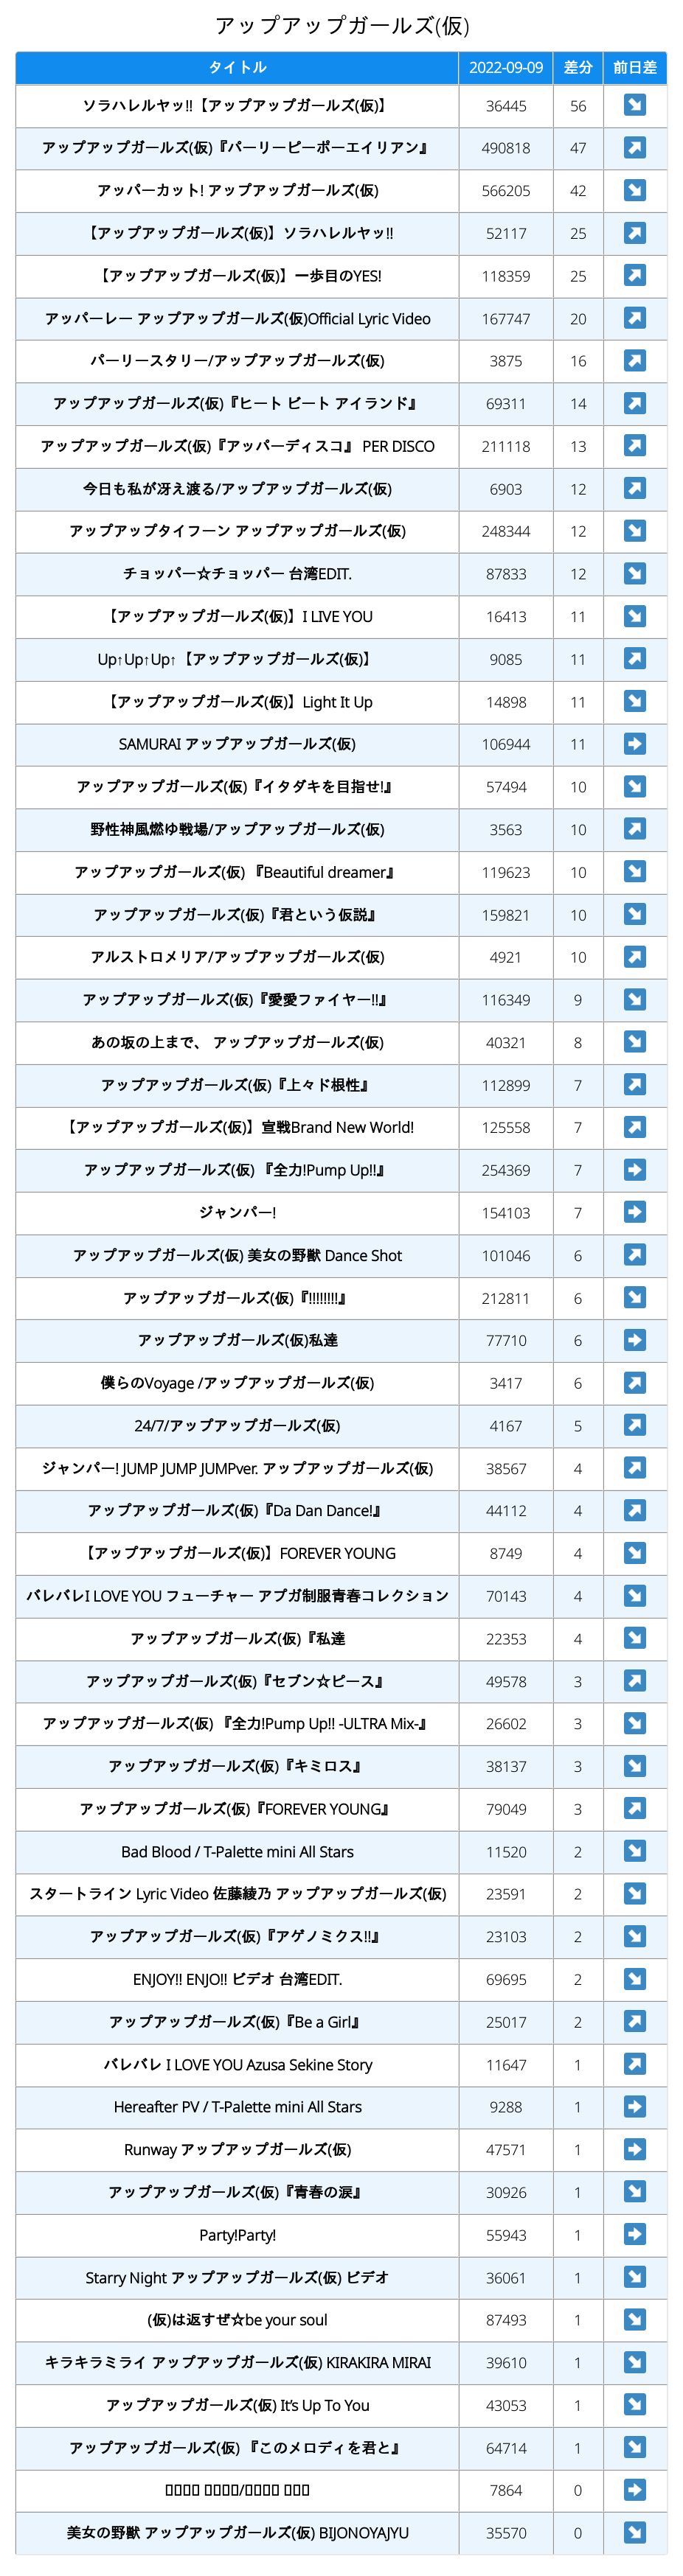 アップアップガールズ(仮)
タイトル 2022-09-09 差分 前日差
ソラハレルヤッ!!【アップアップガールズ(仮)】 36445 56 ↘
アップアップガールズ(仮)『パーリーピーポーエイリアン』 490818 47 ↗
アッパーカット! アップアップガールズ(仮) 566205 42 ↘
【アップアップガールズ(仮)】ソラハレルヤッ!! 52117 25 ↗
【アップアップガールズ(仮)】一歩目のYES! 118359 25 ↗
アッパーレー アップアップガールズ(仮)Official Lyric Video 167747 20 ↗
パーリースタリー/アップアップガールズ(仮) 3875 16 ↗
アップアップガールズ(仮)『ヒート ビート アイランド』 69311 14 ↗
アップアップガールズ(仮)『アッパーディスコ』 PER DISCO 211118 13 ↗
今日も私が冴え渡る/アップアップガールズ(仮) 6903 12 ↗
アップアップタイフーン アップアップガールズ(仮) 248344 12 ↘
チョッパー☆チョッパー 台湾EDIT. 87833 12 ↘
【アップアップガールズ(仮)】I LIVE YOU 16413 11 ↘
Up↑Up↑Up↑【アップアップガールズ(仮)】 9085 11 ↗
【アップアップガールズ(仮)】Light It Up 14898 11 ↘
SAMURAI アップアップガールズ(仮) 106944 11 ➡
アップアップガールズ(仮)『イタダキを目指せ!』 57494 10 ↘
野性神風燃ゆ戦場/アップアップガールズ(仮) 3563 10 ↗
アップアップガールズ(仮) 『Beautiful dreamer』 119623 10 ↘
アップアップガールズ(仮)『君という仮説』 159821 10 ↘
アルストロメリア/アップアップガールズ(仮) 4921 10 ↗
アップアップガールズ(仮)『愛愛ファイヤー!!』 116349 9 ↘
あの坂の上まで、 アップアップガールズ(仮) 40321 8 ↘
アップアップガールズ(仮)『上々ド根性』 112899 7 ↗
【アップアップガールズ(仮)】宣戦Brand New World! 125558 7 ↗
アップアップガールズ(仮) 『全力!Pump Up!!』 254369 7 ➡
ジャンパー! 154103 7 ➡
アップアップガールズ(仮) 美女の野獣 Dance Shot 101046 6 ↗
アップアップガールズ(仮)『!!!!!!!!』 212811 6 ↘
アップアップガールズ(仮)私達 77710 6 ➡
僕らのVoyage /アップアップガールズ(仮) 3417 6 ↗
24/7/アップアップガールズ(仮) 4167 5 ↗
ジャンパー! JUMP JUMP JUMPver. アップアップガールズ(仮) 38567 4 ↗
アップアップガールズ(仮)『Da Dan Dance!』 44112 4 ↗
【アップアップガールズ(仮)】FOREVER YOUNG 8749 4 ↘
バレバレI LOVE YOU フューチャー アプガ制服青春コレクション 70143 4 ↘
アップアップガールズ(仮)『私達 22353 4 ↘
アップアップガールズ(仮)『セブン☆ピース』 49578 3 ↗
アップアップガールズ(仮) 『全力!Pump Up!! -ULTRA Mix-』 26602 3 ↘
アップアップガールズ(仮)『キミロス』 38137 3 ↘
アップアップガールズ(仮)『FOREVER YOUNG』 79049 3 ↗
Bad Blood / T-Palette mini All Stars 11520 2 ↘
スタートライン Lyric Video 佐藤綾乃 アップアップガールズ(仮) 23591 2 ↘
アップアップガールズ(仮)『アゲノミクス!!』 23103 2 ↘
ENJOY!! ENJO!! ビデオ 台湾EDIT. 69695 2 ↘
アップアップガールズ(仮)『Be a Girl』 25017 2 ↗
バレバレ I LOVE YOU Azusa Sekine Story 11647 1 ↗
Hereafter PV / T-Palette mini All Stars 9288 1 ➡
Runway アップアップガールズ(仮) 47571 1 ➡
アップアップガールズ(仮)『青春の涙』 30926 1 ↘
Party!Party! 55943 1 ➡
Starry Night アップアップガールズ(仮) ビデオ 36061 1 ↘
(仮)は返すぜ☆be your soul 87493 1 ↘
キラキラミライ アップアップガールズ(仮) KIRAKIRA MIRAI 39610 1 ↘
アップアップガールズ(仮) It’s Up To You 43053 1 ↘
アップアップガールズ(仮) 『このメロディを君と』 64714 1 ↘
7864 0 ➡
美女の野獣 アップアップガールズ(仮) BIJONOYAJYU 35570 0 ↘